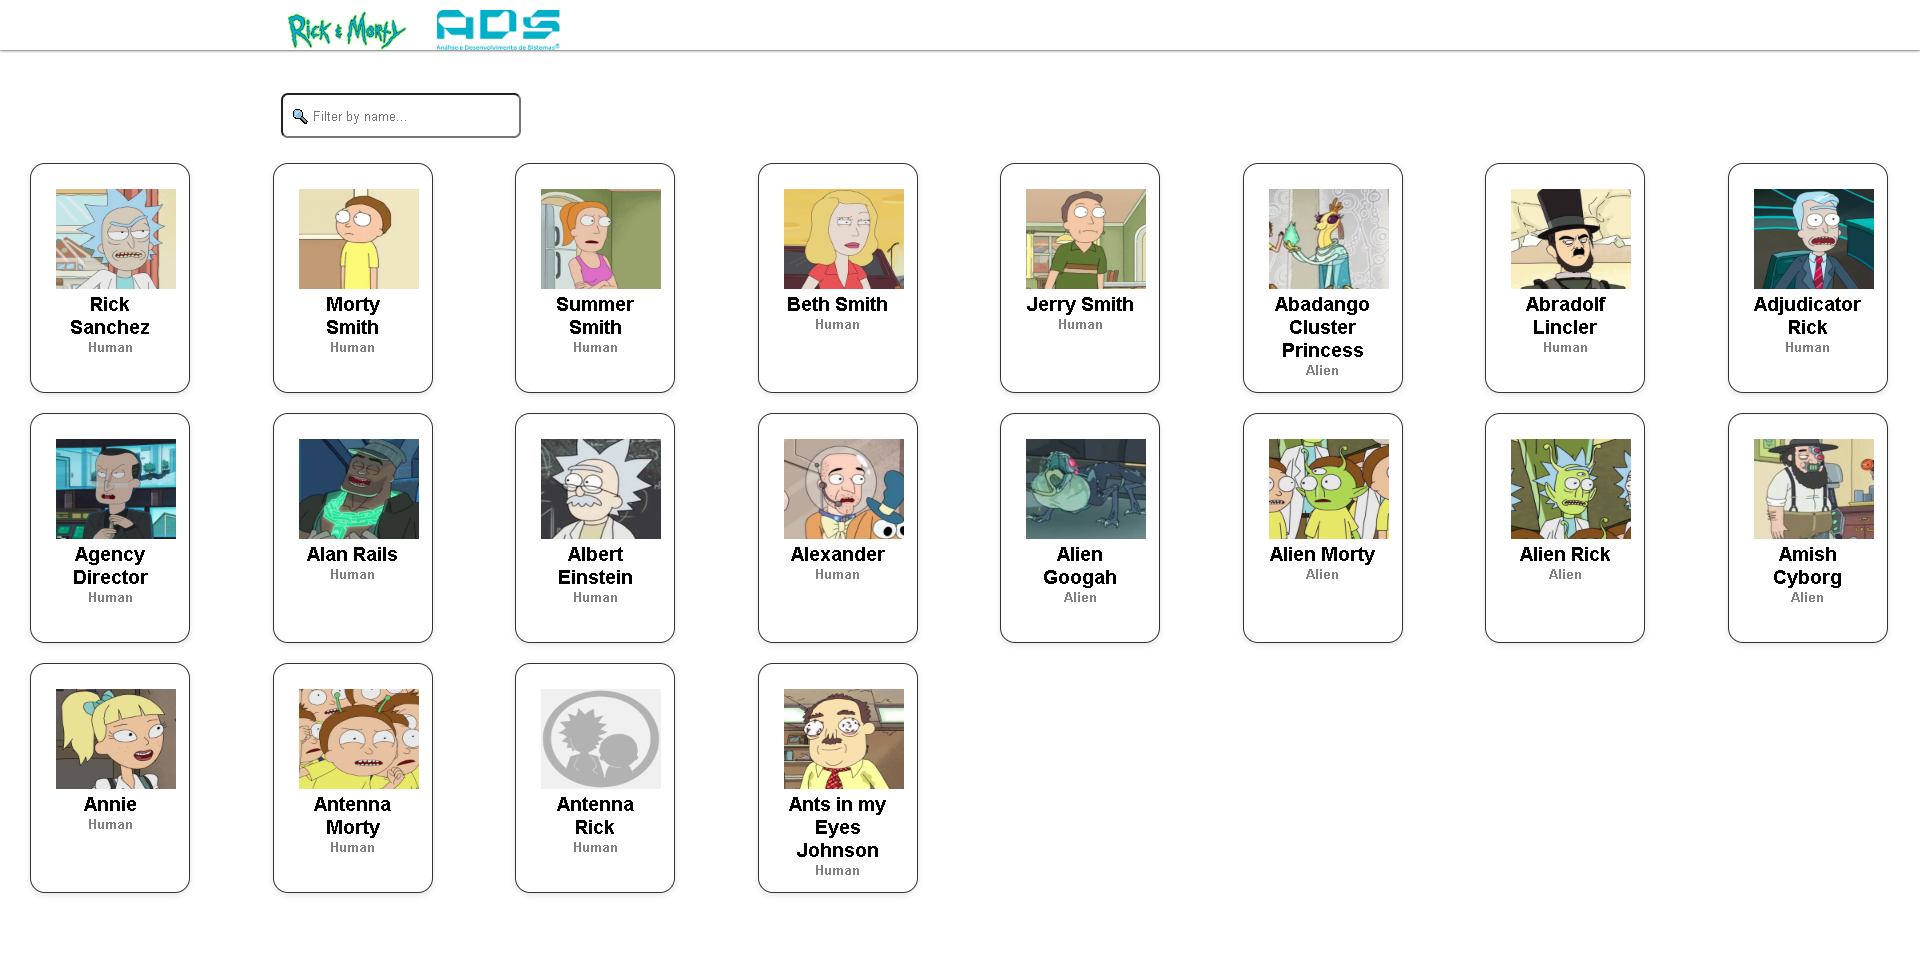 Rick & Morty
ADS
Análise e Desenvolvimento de Sistemas®
Filter by name...
Rick
Sanchez
Human
Morty
Smith
Human
Summer
Smith
Human
Beth Smith
Human
Jerry Smith
Human
Abadango
Cluster
Princess
Alien
Abradolf
Lincler
Human
Adjudicator
Rick
Human
Agency
Director
Human
Alan Rails
Human
Albert
Einstein
Human
Alexander
Human
Alien
Googah
Alien
Alien Morty
Alien
Alien Rick
Alien
Amish
Cyborg
Alien
Annie
Human
Antenna
Morty
Human
Antenna
Rick
Human
Ants in my
Eyes
Johnson
Human